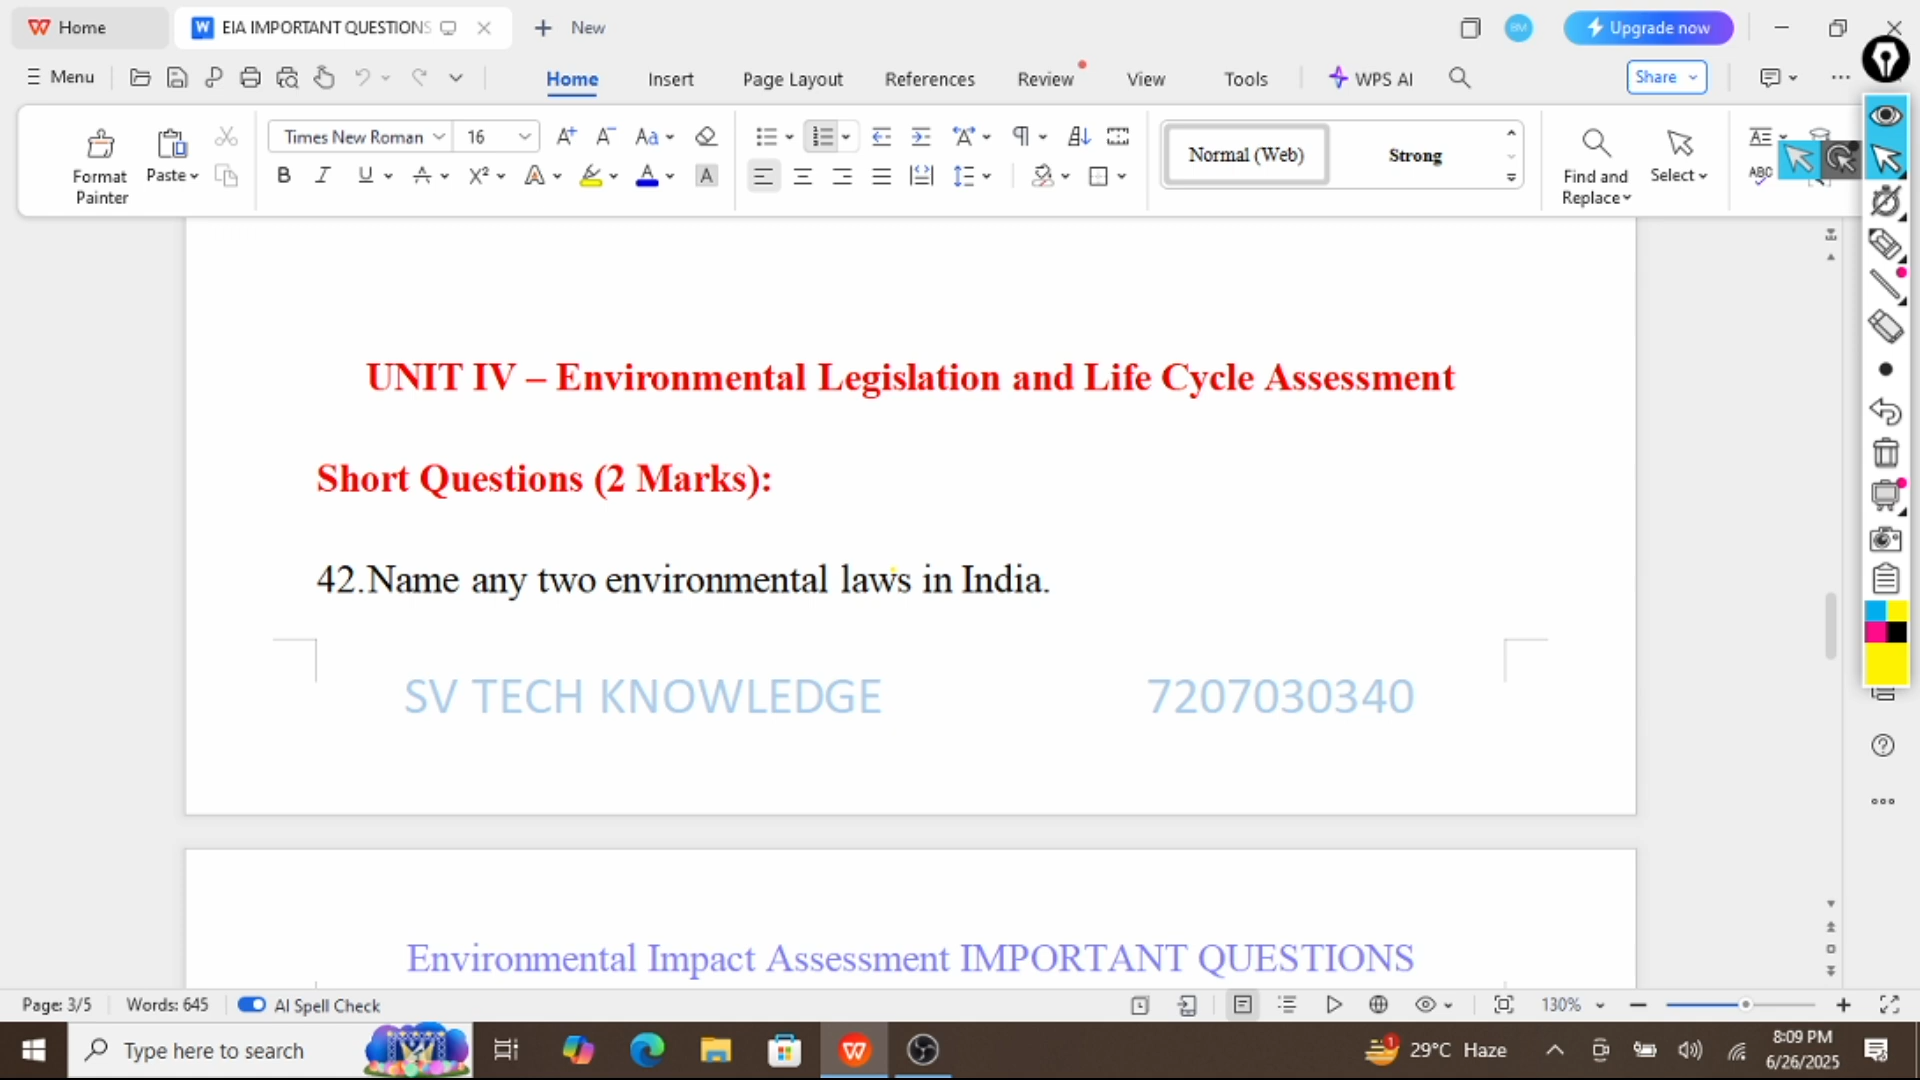 Home
EIA IMPORTANT QUESTIONS
New
BM
Upgrade now
Menu
Home
Insert
Page Layout
References
Review
View
Tools
WPS AI
Share
Format Painter
Paste
Times New Roman
16
Normal (Web)
Strong
Find and Replace
Select
UNIT IV – Environmental Legislation and Life Cycle Assessment
Short Questions (2 Marks):
42.Name any two environmental laws in India.
SV TECH KNOWLEDGE 7207030340
Environmental Impact Assessment IMPORTANT QUESTIONS
Page: 3/5
Words: 645
AI Spell Check
130%
Type here to search
1
29°C Haze
8:09 PM
6/26/2025